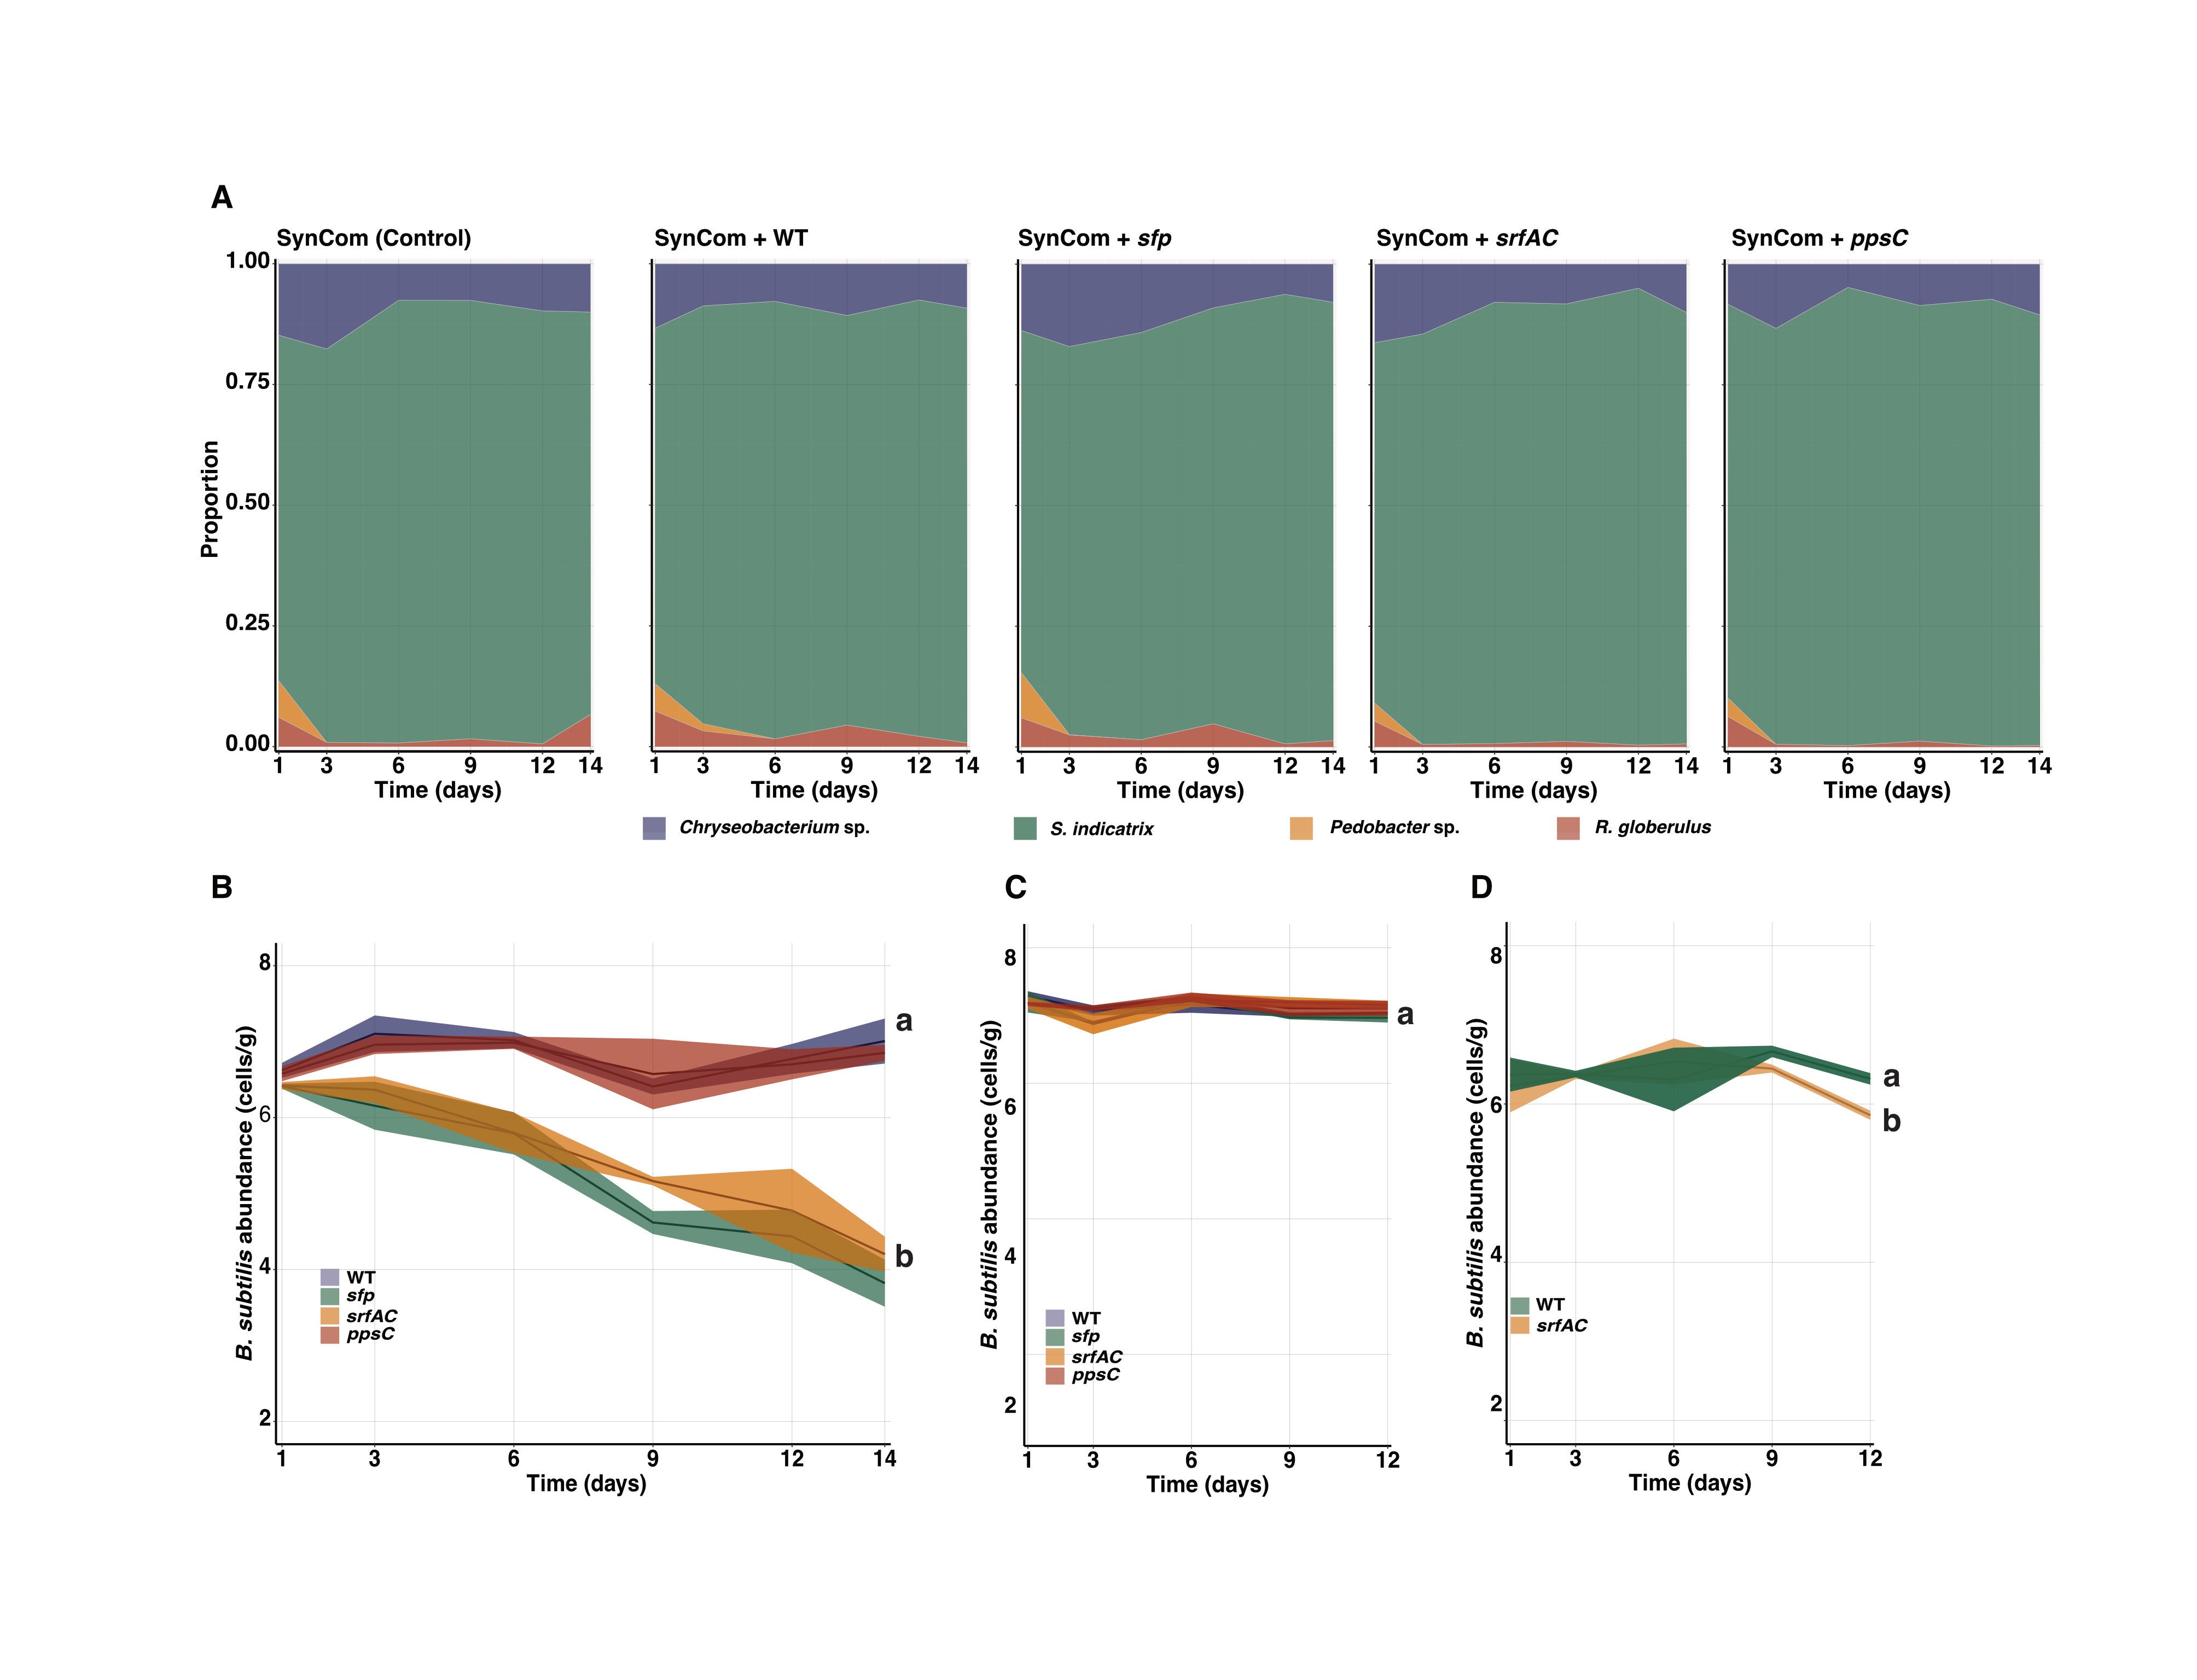 A
SynCom (Control)
SynCom + WT
SynCom + sfp
SynCom + srfAC
SynCom + ppsC
Proportion
1.00
0.75
0.50
0.25
0.00
1 3 6 9 12 14
1 3 6 9 12 14
1 3 6 9 12 14
1 3 6 9 12 14
1 3 6 9 12 14
Time (days)
Time (days)
Time (days)
Time (days)
Time (days)
Chryseobacterium sp.
S. indicatrix
Pedobacter sp.
R. globerulus
B
B. subtilis abundance (cells/g)
8
6
4
2
a
b
WT
sfp
srfAC
ppsC
1 3 6 9 12 14
Time (days)
C
B. subtilis abundance (cells/g)
8
6
4
2
a
WT
sfp
srfAC
ppsC
1 3 6 9 12
Time (days)
D
B. subtilis abundance (cells/g)
8
6
4
2
a
b
WT
srfAC
1 3 6 9 12
Time (days)